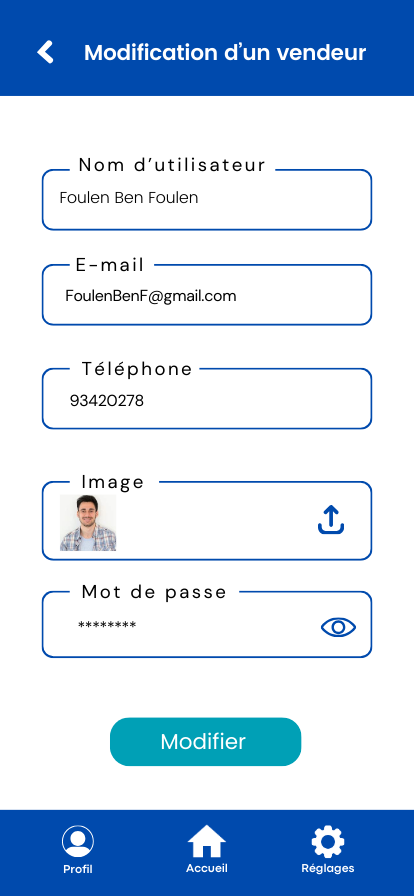 Modification d'un vendeur
Nom d'utilisateur
Foulen Ben Foulen
E-mail
FoulenBenF@gmail.com
Téléphone
93420278
Image
Mot de passe
********
Modifier
Profil
Accueil
Réglages